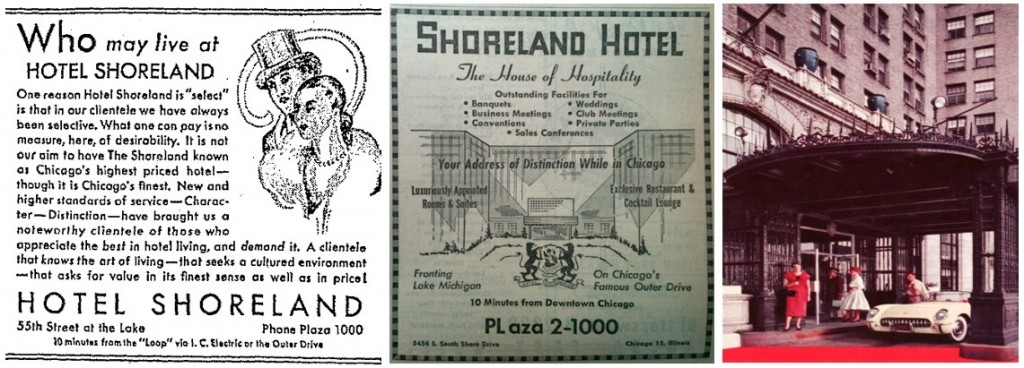 Who may live at
HOTEL SHORELAND
One reason Hotel Shoreland is "select"
is that in our clientele we have always
been selective. What one can pay is no
measure, here, of desirability. It is not
our aim to have The Shoreland known
as Chicago's highest priced hotel—
though it is Chicago's finest. New and
higher standards of service—Charac-
ter—Distinction—have brought us a
noteworthy clientele of those who
appreciate the best in hotel living, and demand it. A clientele
that knows the art of living—that seeks a cultured environment
—that asks for value in its finest sense as well as in price!
HOTEL SHORELAND
55th Street at the Lake Phone Plaza 1000
10 minutes from the "Loop" via I. C. Electric or the Outer Drive
SHORELAND HOTEL
The House of Hospitality
Outstanding Facilities For
• Banquets • Weddings
• Business Meetings • Club Meetings
• Conventions • Private Parties
• Sales Conferences
Your Address of Distinction While in Chicago
Luxuriously Appointed
Rooms & Suites
Exclusive Restaurant &
Cocktail Lounge
Fronting
Lake Michigan
On Chicago's
Famous Outer Drive
10 Minutes from Downtown Chicago
PLaza 2-1000
5454 S. South Shore Drive Chicago 15, Illinois